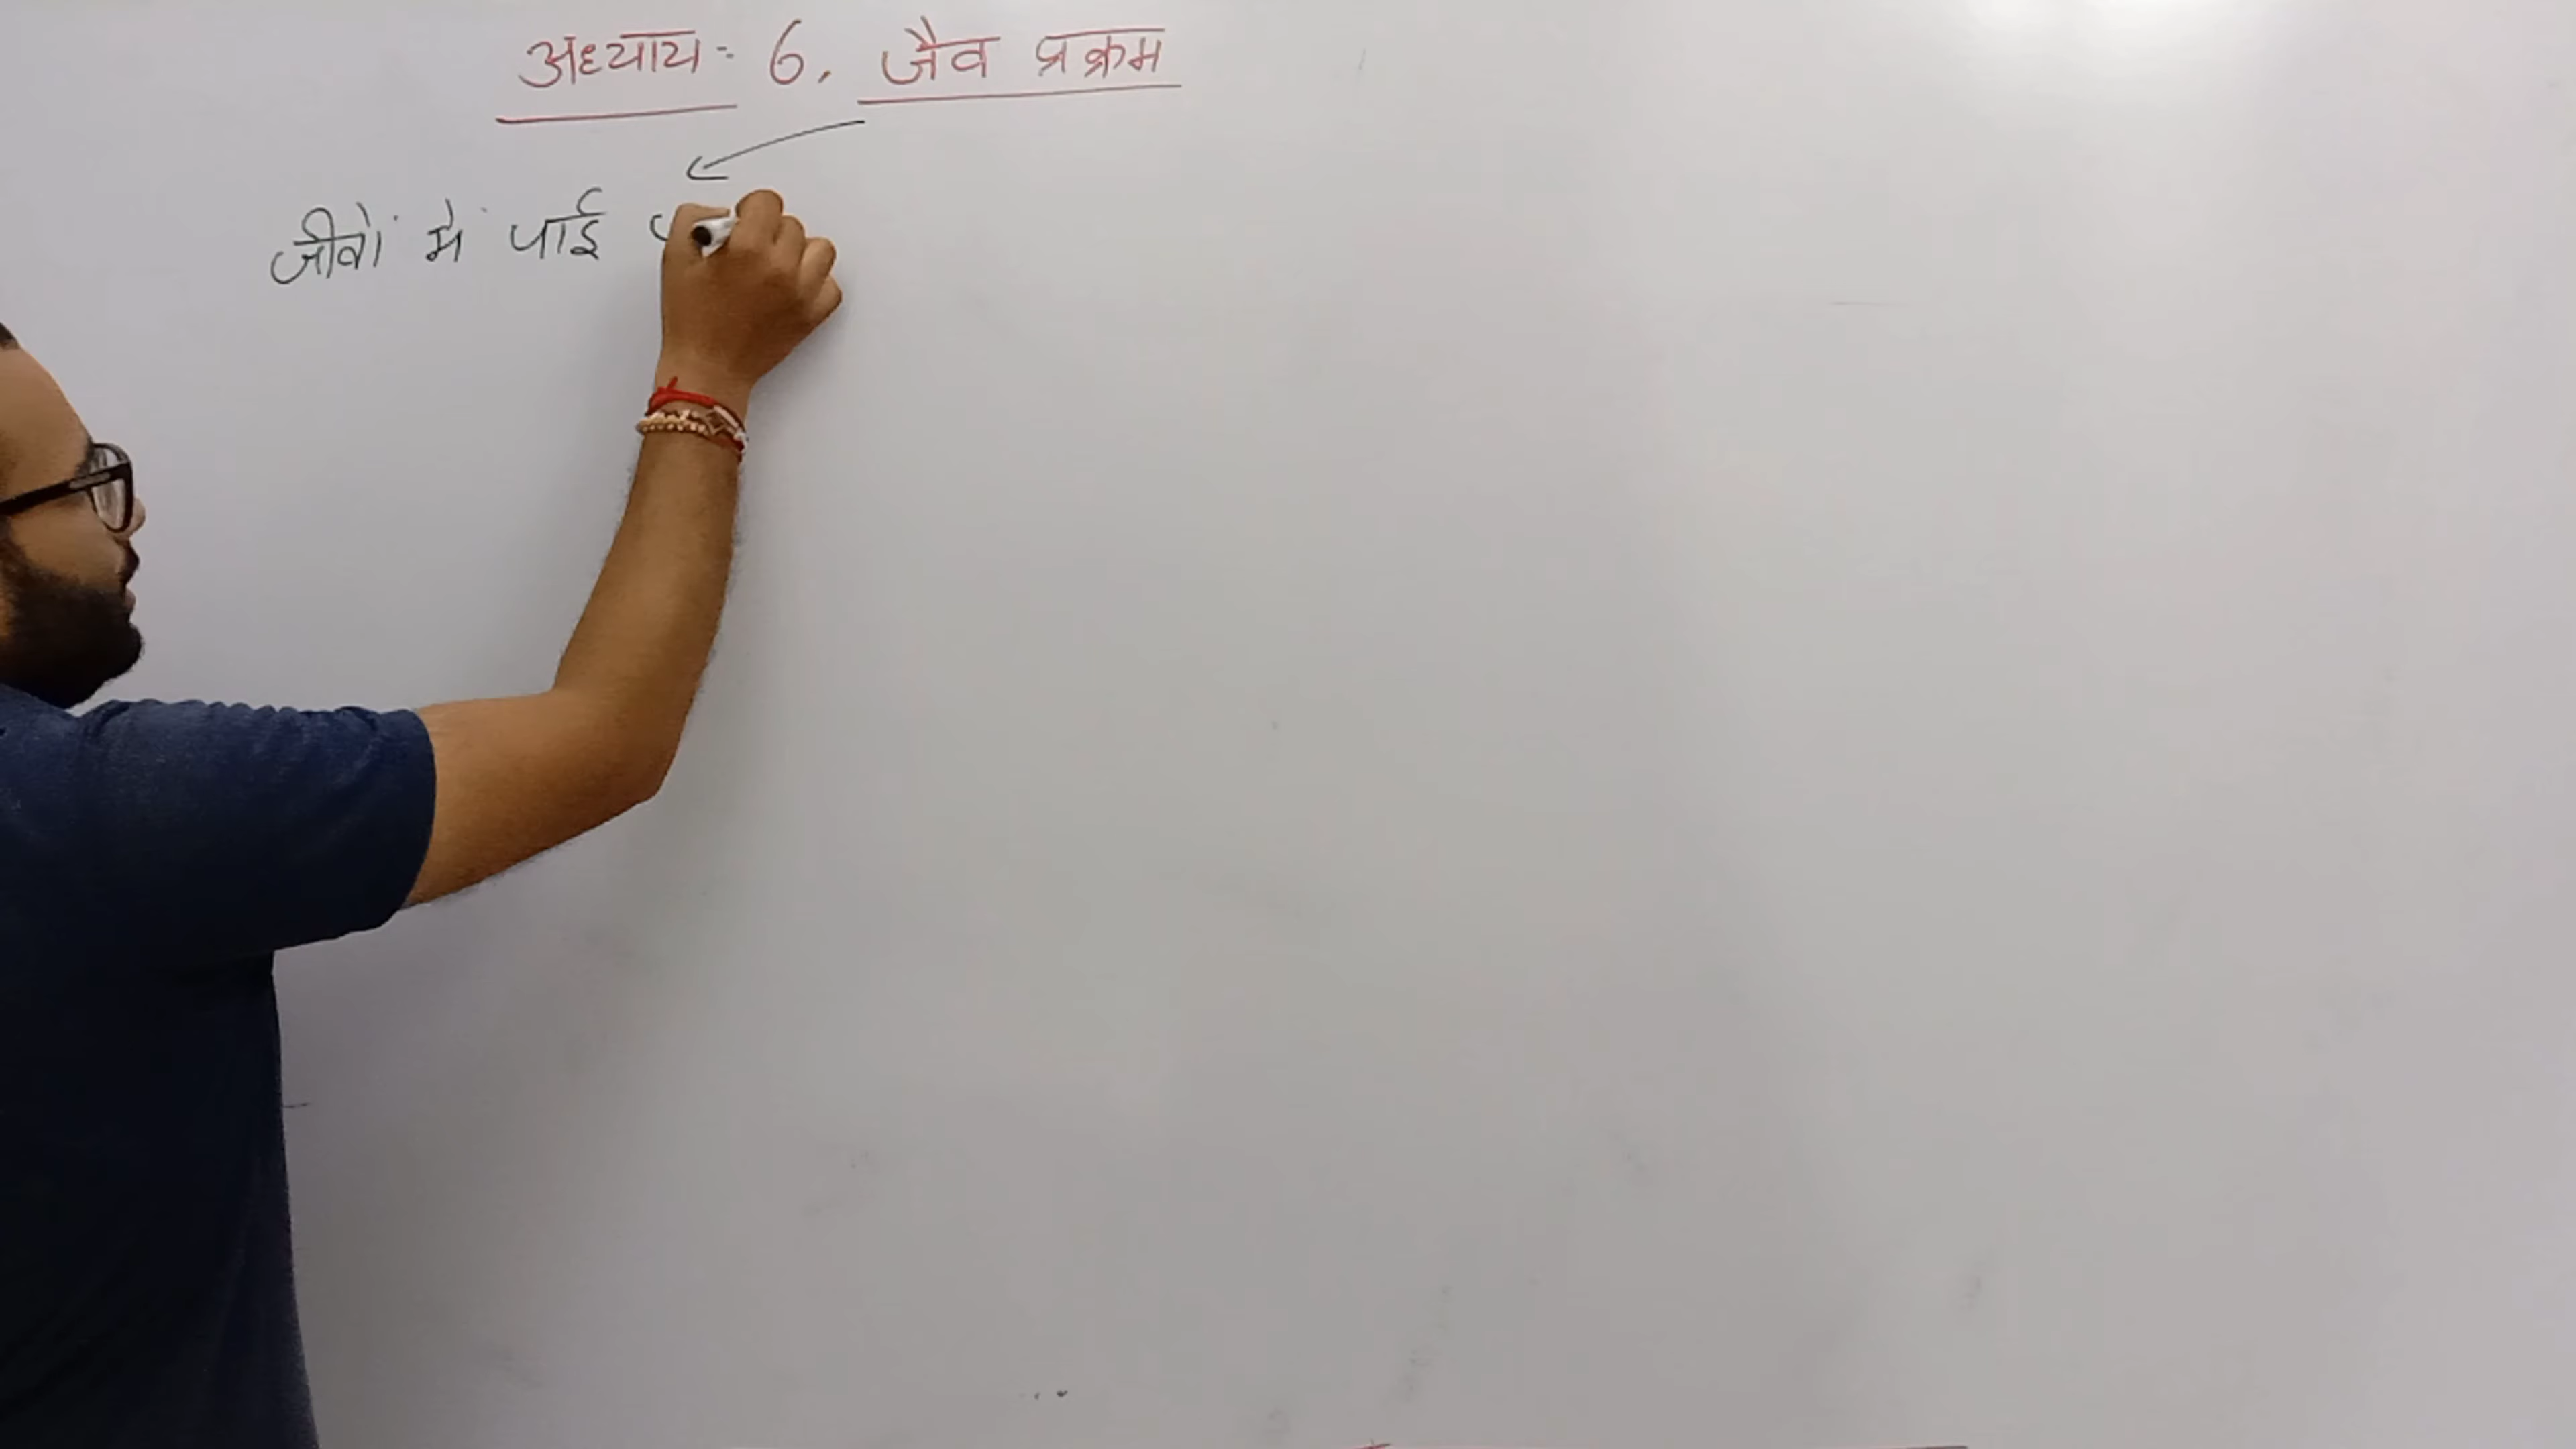 अध्याय:- 6. जैव प्रक्रम
जीवों में पाई